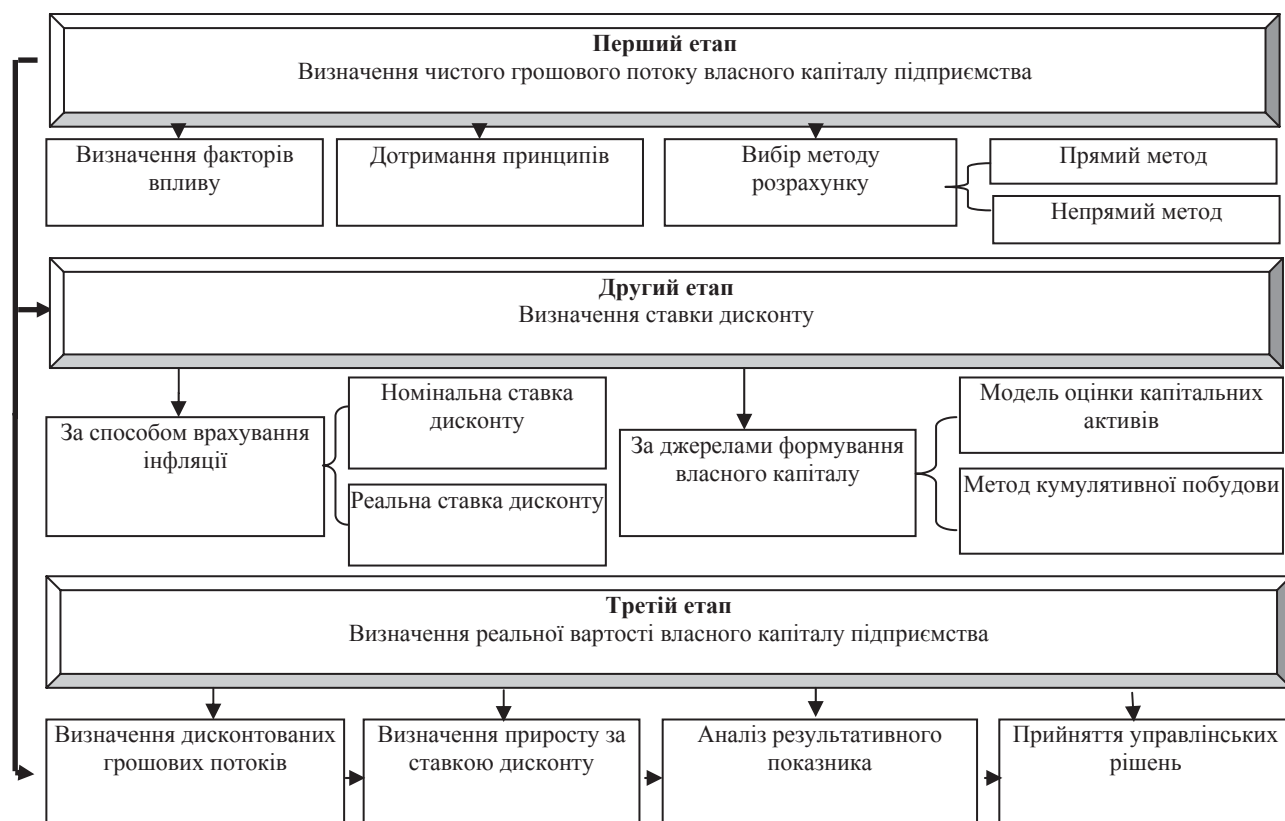 Перший етап
Визначення чистого грошового потоку власного капіталу підприємства
Визначення факторів
впливу
Дотримання принципів
Вибір методу
розрахунку
Прямий метод
Непрямий метод
Другий етап
Визначення ставки дисконту
За способом врахування
інфляції
Номінальна ставка
дисконту
Реальна ставка дисконту
За джерелами формування
власного капіталу
Модель оцінки капітальних
активів
Метод кумулятивної побудови
Третій етап
Визначення реальної вартості власного капіталу підприємства
Визначення дисконтованих
грошових потоків
Визначення приросту за
ставкою дисконту
Аналіз результативного
показника
Прийняття управлінських
рішень